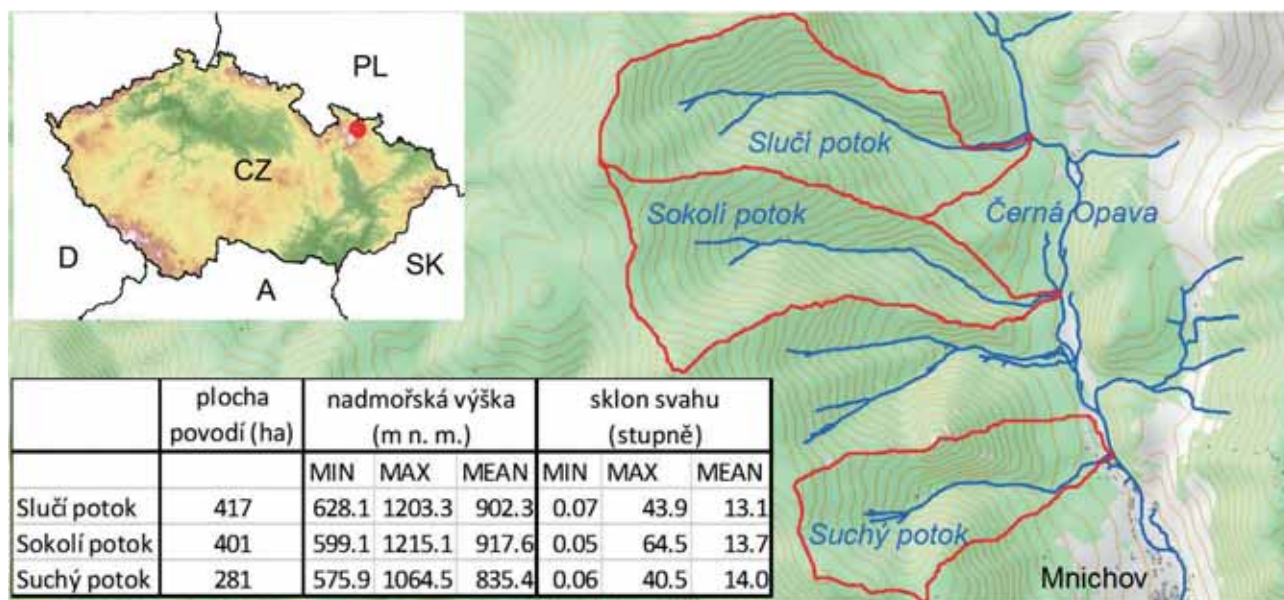 PL
CZ
D
A
SK
Slučí potok
Sokolí potok
Černá Opava
Suchý potok
Mnichov
plocha povodí (ha) nadmořská výška (m n. m.) sklon svahu (stupně)
MIN MAX MEAN MIN MAX MEAN
Slučí potok 417 628.1 1203.3 902.3 0.07 43.9 13.1
Sokolí potok 401 599.1 1215.1 917.6 0.05 64.5 13.7
Suchý potok 281 575.9 1064.5 835.4 0.06 40.5 14.0